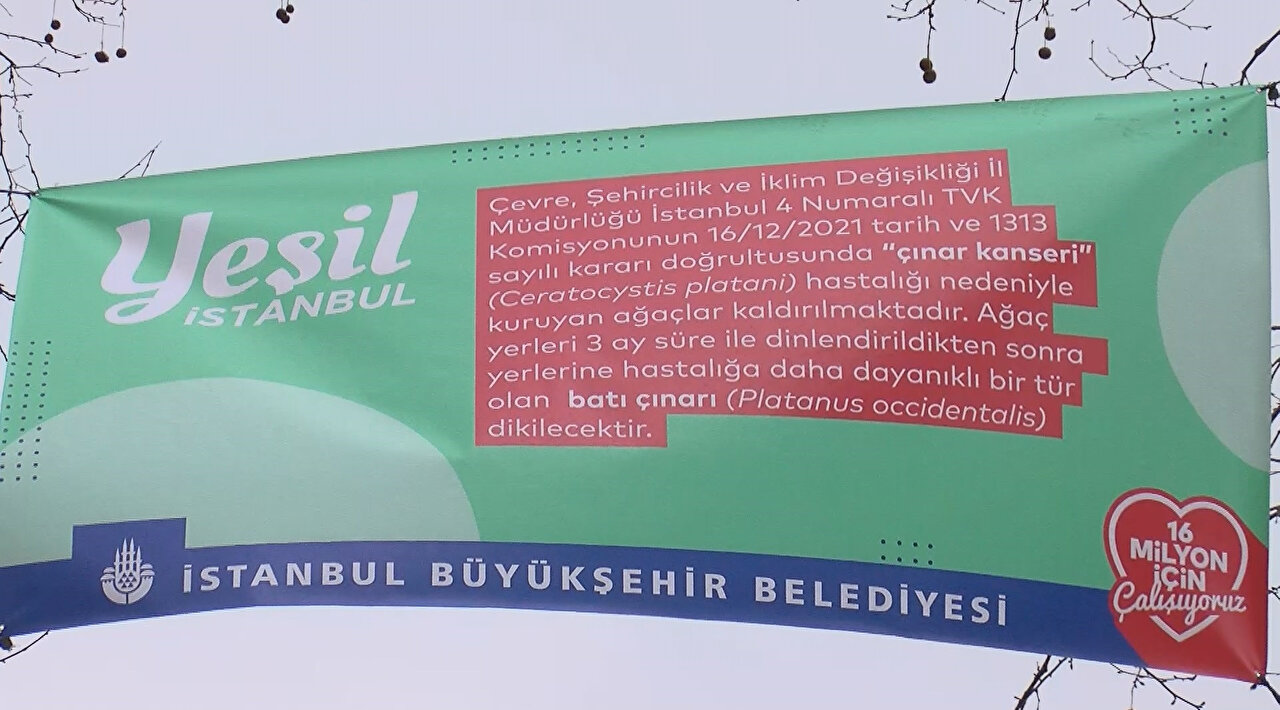 Yeşil
İSTANBUL
Çevre, Şehircilik ve İklim Değişikliği İl
Müdürlüğü İstanbul 4 Numaralı TVK
Komisyonunun 16/12/2021 tarih ve 1313
sayılı kararı doğrultusunda “çınar kanseri”
(Ceratocystis platani) hastalığı nedeniyle
kuruyan ağaçlar kaldırılmaktadır. Ağaç
yerleri 3 ay süre ile dinlendirildikten sonra
yerlerine hastalığa daha dayanıklı bir tür
olan batı çınarı (Platanus occidentalis)
dikilecektir.
İSTANBUL BÜYÜKŞEHİR BELEDİYESİ
16
MİLYON
İÇİN
Çalışıyoruz